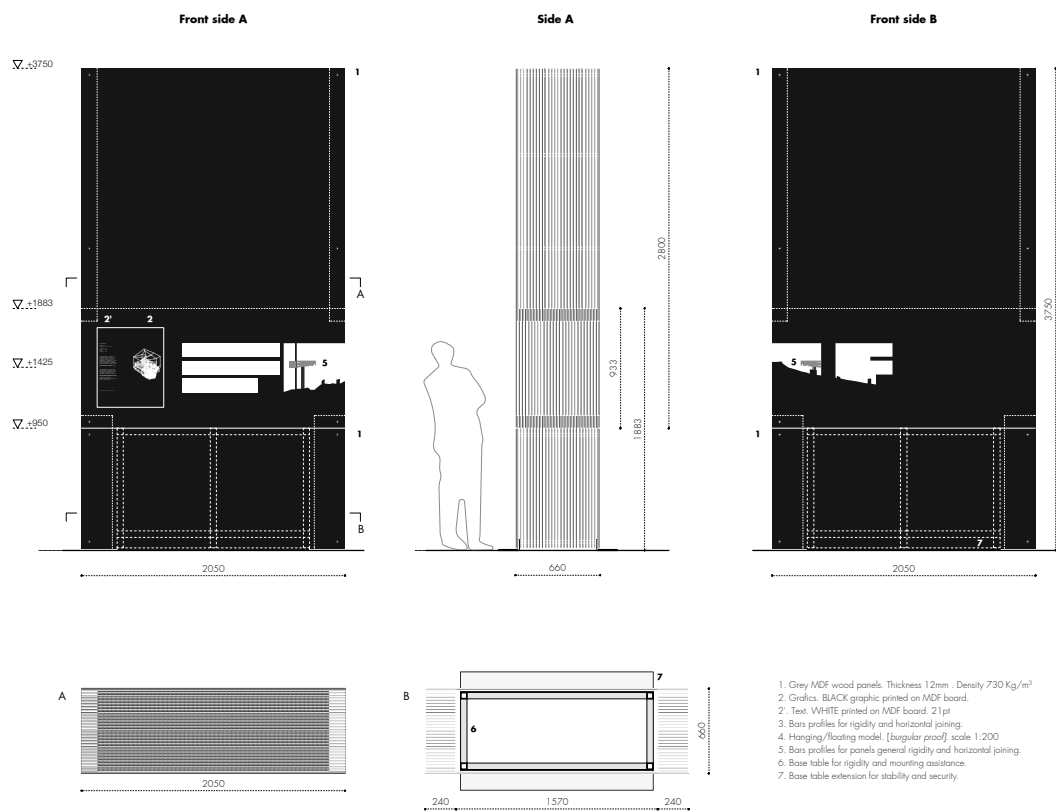 Front side A
Side A
Front side B
+3750
1
1
A
+1883
2' 2
+1425
5
5
+950
1
1
B
7
2800
933
1883
3750
2050
660
2050
A
B
7
6
660
2050
240 1570 240
1. Grey MDF wood panels. Thickness 12mm . Density 730 Kg/m³
2. Grafics. BLACK graphic printed on MDF board.
2'. Text. WHITE printed on MDF board. 21pt
3. Bars profiles for rigidity and horizontal joining.
4. Hanging/floating model. [burgular proof]. scale 1:200
5. Bars profiles for panels general rigidity and horizontal joining.
6. Base table for rigidity and mounting assistance.
7. Base table extension for stability and security.